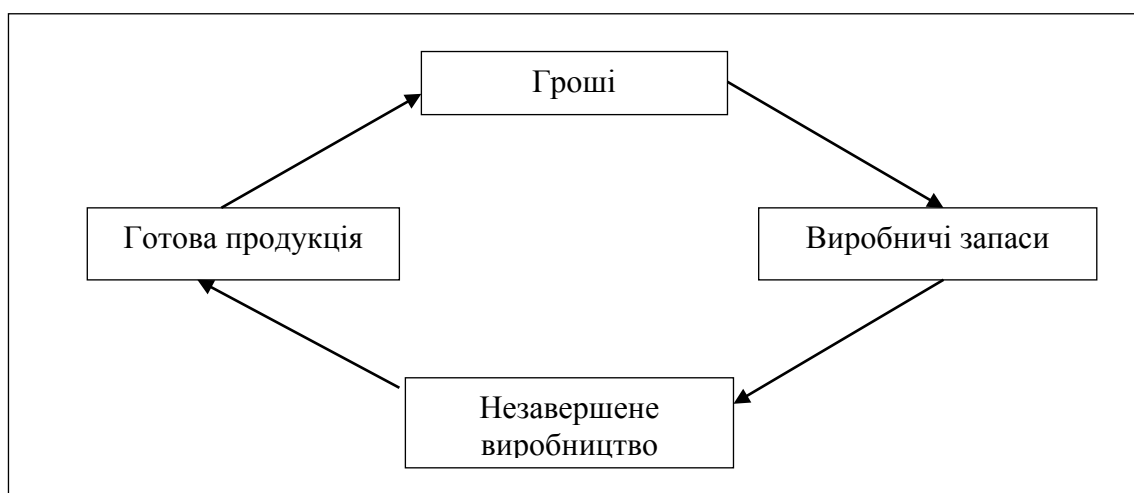 Гроші
Готова продукція
Виробничі запаси
Незавершене
виробництво